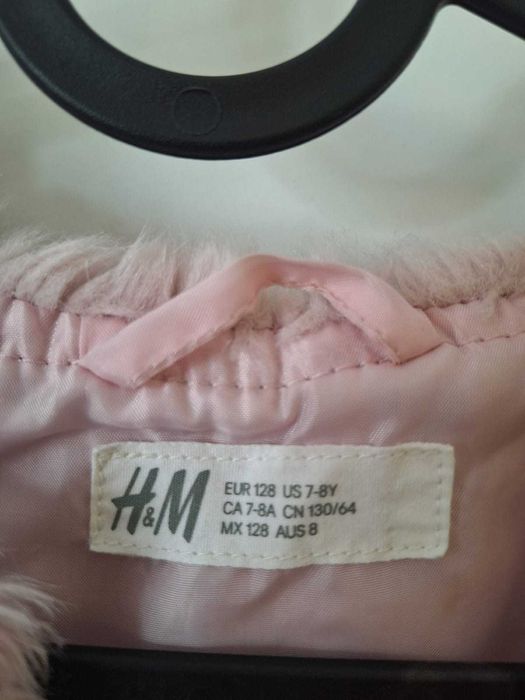 H&M
EUR 128 US 7-8Y
CA 7-8A CN 130/64
MX 128 AUS 8